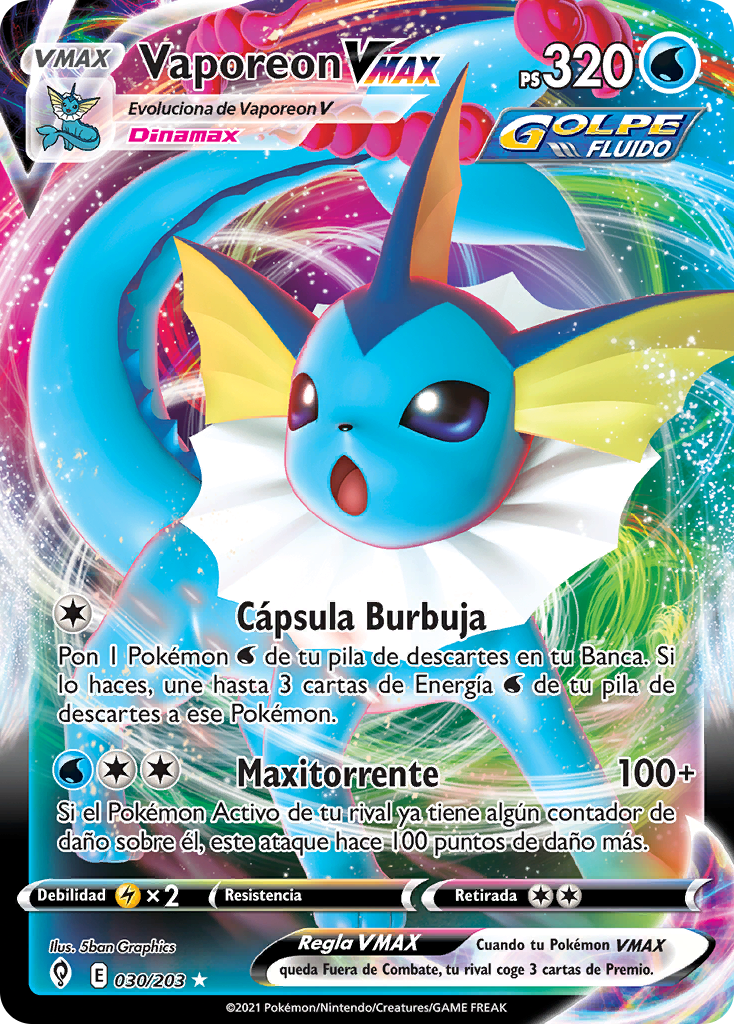 VMAX
Vaporeon VMAX
PS 320
Evoluciona de Vaporeon V
Dinamax
GOLPE
FLUIDO
Cápsula Burbuja
Pon 1 Pokémon de tu pila de descartes en tu Banca. Si
lo haces, une hasta 3 cartas de Energía de tu pila de
descartes a ese Pokémon.
Maxitorrente 100+
Si el Pokémon Activo de tu rival ya tiene algún contador de
daño sobre él, este ataque hace 100 puntos de daño más.
Debilidad ×2 Resistencia Retirada
Ilus. 5ban Graphics
E 030/203 ★
Regla VMAX Cuando tu Pokémon VMAX
queda Fuera de Combate, tu rival coge 3 cartas de Premio.
©2021 Pokémon/Nintendo/Creatures/GAME FREAK